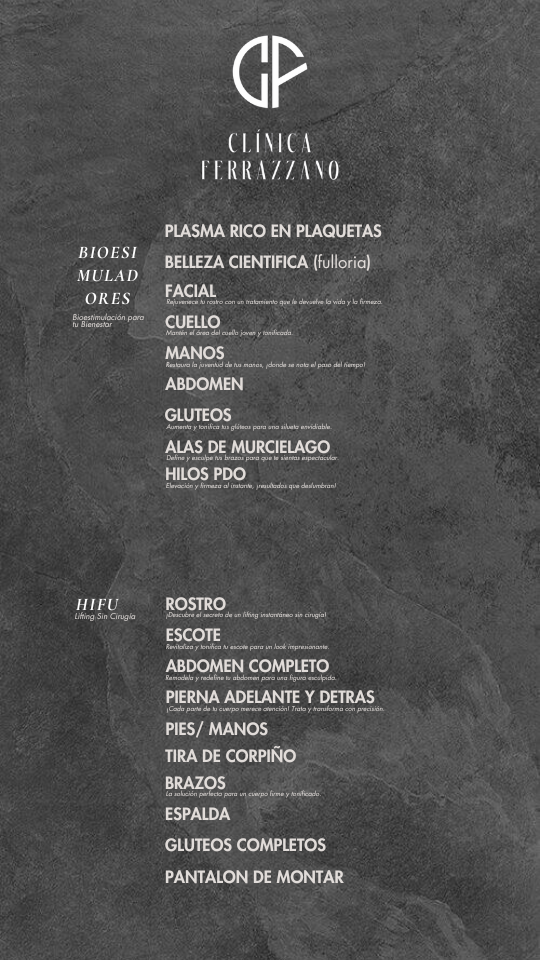 CF
CLÍNICA
FERRAZZANO
BIOESI
MULAD
ORES
Bioestimulación para
tu Bienestar
PLASMA RICO EN PLAQUETAS
BELLEZA CIENTIFICA (fulloria)
FACIAL
Rejuvenece tu rostro con un tratamiento que te devuelve la vida y la firmeza.
CUELLO
Mantén el área del cuello joven y tonificada.
MANOS
Restaura la juventud de tus manos, ¡donde se nota el paso del tiempo!
ABDOMEN
GLUTEOS
Aumenta y tonifica tus glúteos para una silueta envidiable.
ALAS DE MURCIELAGO
Define y esculpe tus brazos para que te sientas espectacular.
HILOS PDO
Elevación y firmeza al instante, ¡resultados que deslumbran!
HIFU
Lifting Sin Cirugía
ROSTRO
¡Descubre el secreto de un lifting instantáneo sin cirugía!
ESCOTE
Revitaliza y tonifica tu escote para un look impresionante.
ABDOMEN COMPLETO
Remodela y redefine tu abdomen para una figura esculpida.
PIERNA ADELANTE Y DETRAS
¡Cada parte de tu cuerpo merece atención! Trata y transforma con precisión.
PIES/ MANOS
TIRA DE CORPIÑO
BRAZOS
La solución perfecta para un cuerpo firme y tonificado.
ESPALDA
GLUTEOS COMPLETOS
PANTALON DE MONTAR